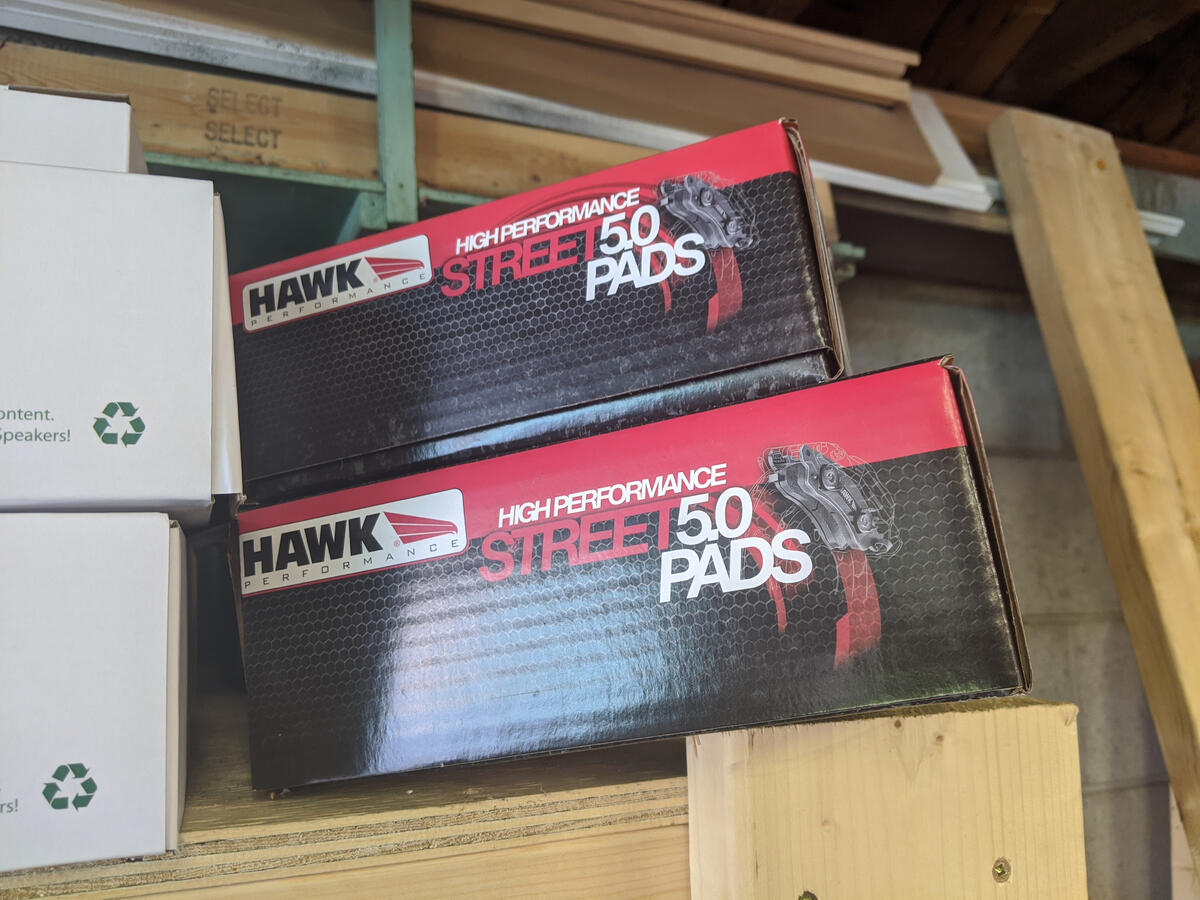 SELECT
SELECT
HAWK
PERFORMANCE
HIGH PERFORMANCE
STREET 5.0
PADS
ontent.
Speakers!
HAWK
PERFORMANCE
HIGH PERFORMANCE
STREET 5.0
PADS
rs!